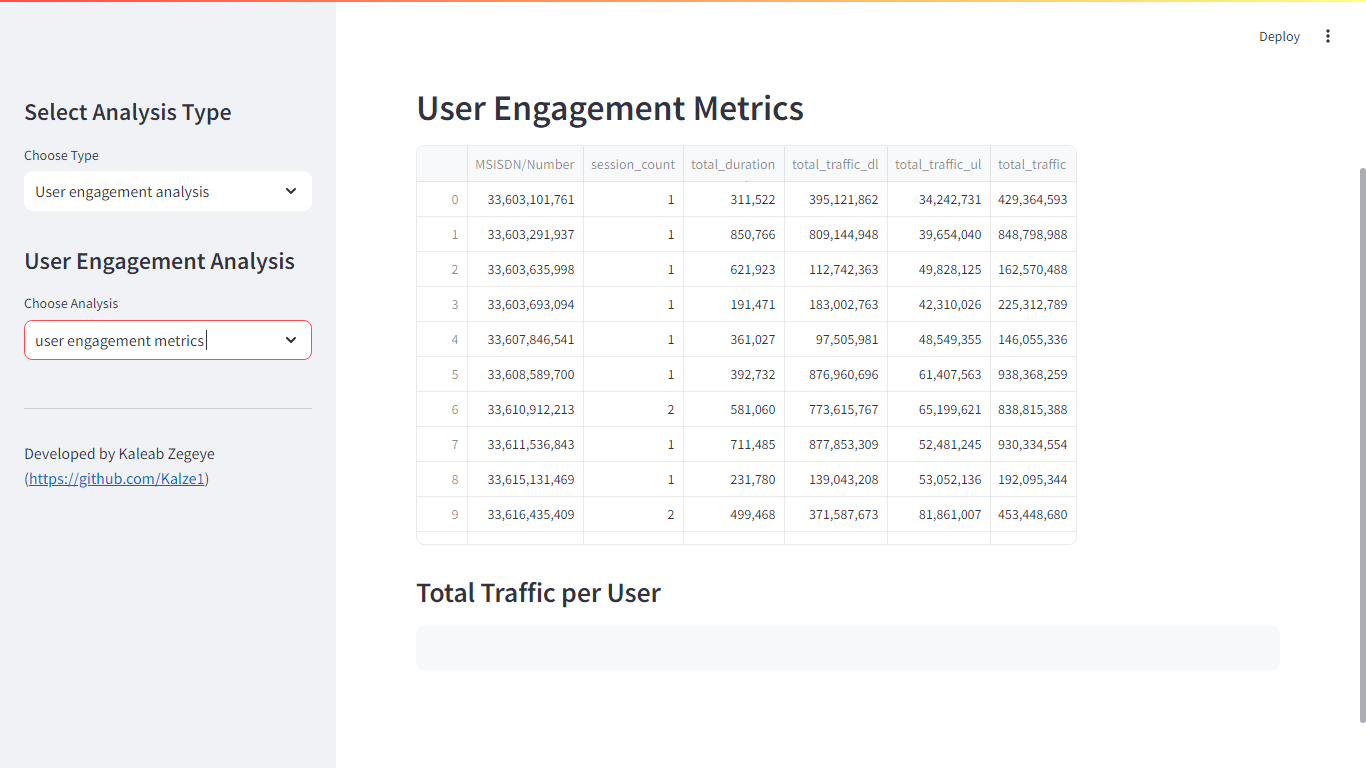 Deploy
Select Analysis Type
Choose Type
User engagement analysis
User Engagement Analysis
Choose Analysis
user engagement metrics
Developed by Kaleab Zegeye
(https://github.com/Kalze1)
User Engagement Metrics
MSISDN/Number session_count total_duration total_traffic_dl total_traffic_ul total_traffic
0 33,603,101,761 1 311,522 395,121,862 34,242,731 429,364,593
1 33,603,291,937 1 850,766 809,144,948 39,654,040 848,798,988
2 33,603,635,998 1 621,923 112,742,363 49,828,125 162,570,488
3 33,603,693,094 1 191,471 183,002,763 42,310,026 225,312,789
4 33,607,846,541 1 361,027 97,505,981 48,549,355 146,055,336
5 33,608,589,700 1 392,732 876,960,696 61,407,563 938,368,259
6 33,610,912,213 2 581,060 773,615,767 65,199,621 838,815,388
7 33,611,536,843 1 711,485 877,853,309 52,481,245 930,334,554
8 33,615,131,469 1 231,780 139,043,208 53,052,136 192,095,344
9 33,616,435,409 2 499,468 371,587,673 81,861,007 453,448,680
Total Traffic per User